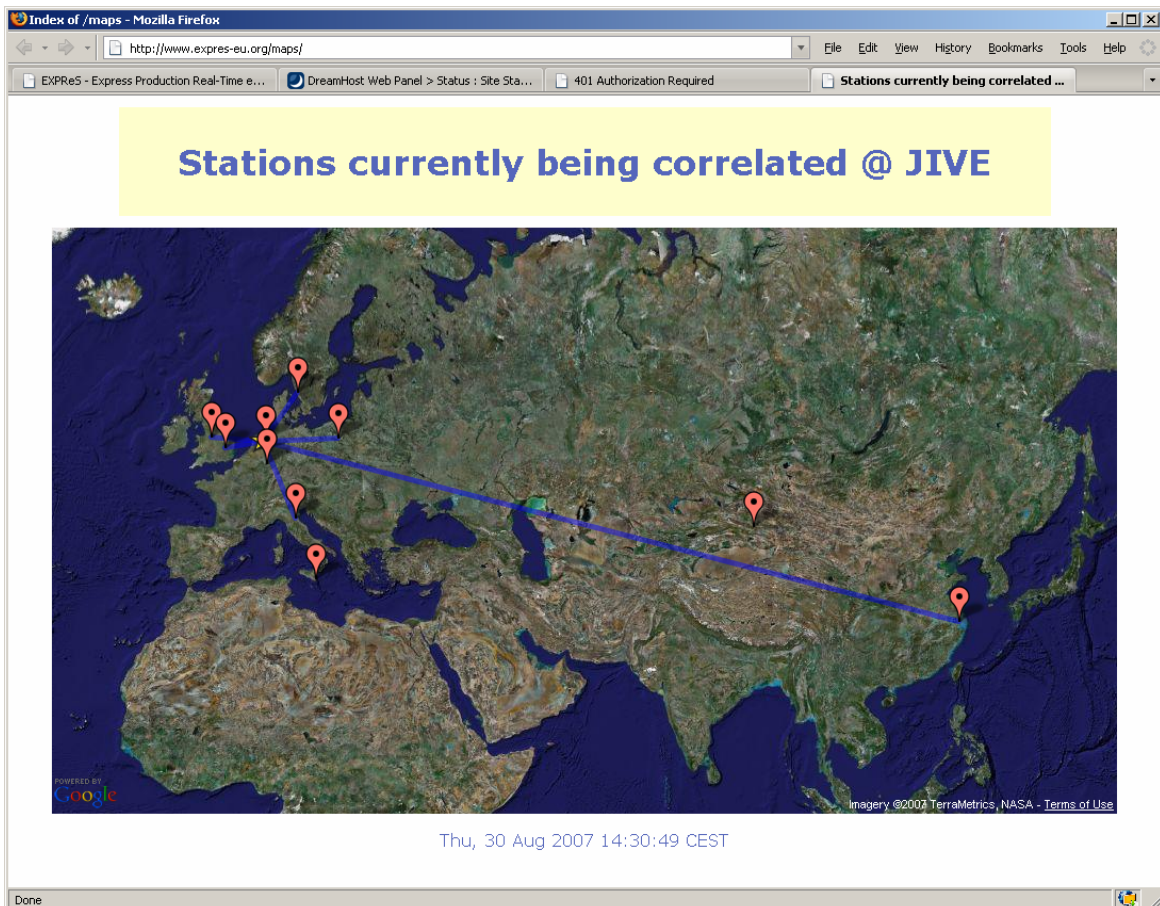 Index of /maps - Mozilla Firefox
http://www.expres-eu.org/maps/
File Edit View History Bookmarks Tools Help
EXPReS - Express Production Real-Time e...
DreamHost Web Panel > Status : Site Sta...
401 Authorization Required
Stations currently being correlated ...
Stations currently being correlated @ JIVE
POWERED BY
Google
Imagery ©2007 TerraMetrics, NASA - Terms of Use
Thu, 30 Aug 2007 14:30:49 CEST
Done